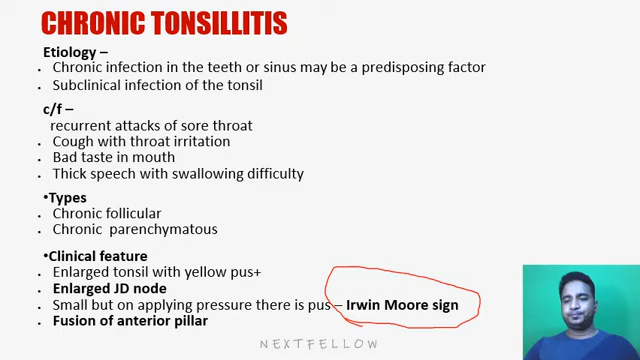 CHRONIC TONSILLITIS
Etiology –
• Chronic infection in the teeth or sinus may be a predisposing factor
• Subclinical infection of the tonsil
c/f –
recurrent attacks of sore throat
• Cough with throat irritation
• Bad taste in mouth
• Thick speech with swallowing difficulty
•Types
• Chronic follicular
• Chronic parenchymatous
•Clinical feature
• Enlarged tonsil with yellow pus+
• Enlarged JD node
• Small but on applying pressure there is pus – Irwin Moore sign
• Fusion of anterior pillar
NEXTFELLOW